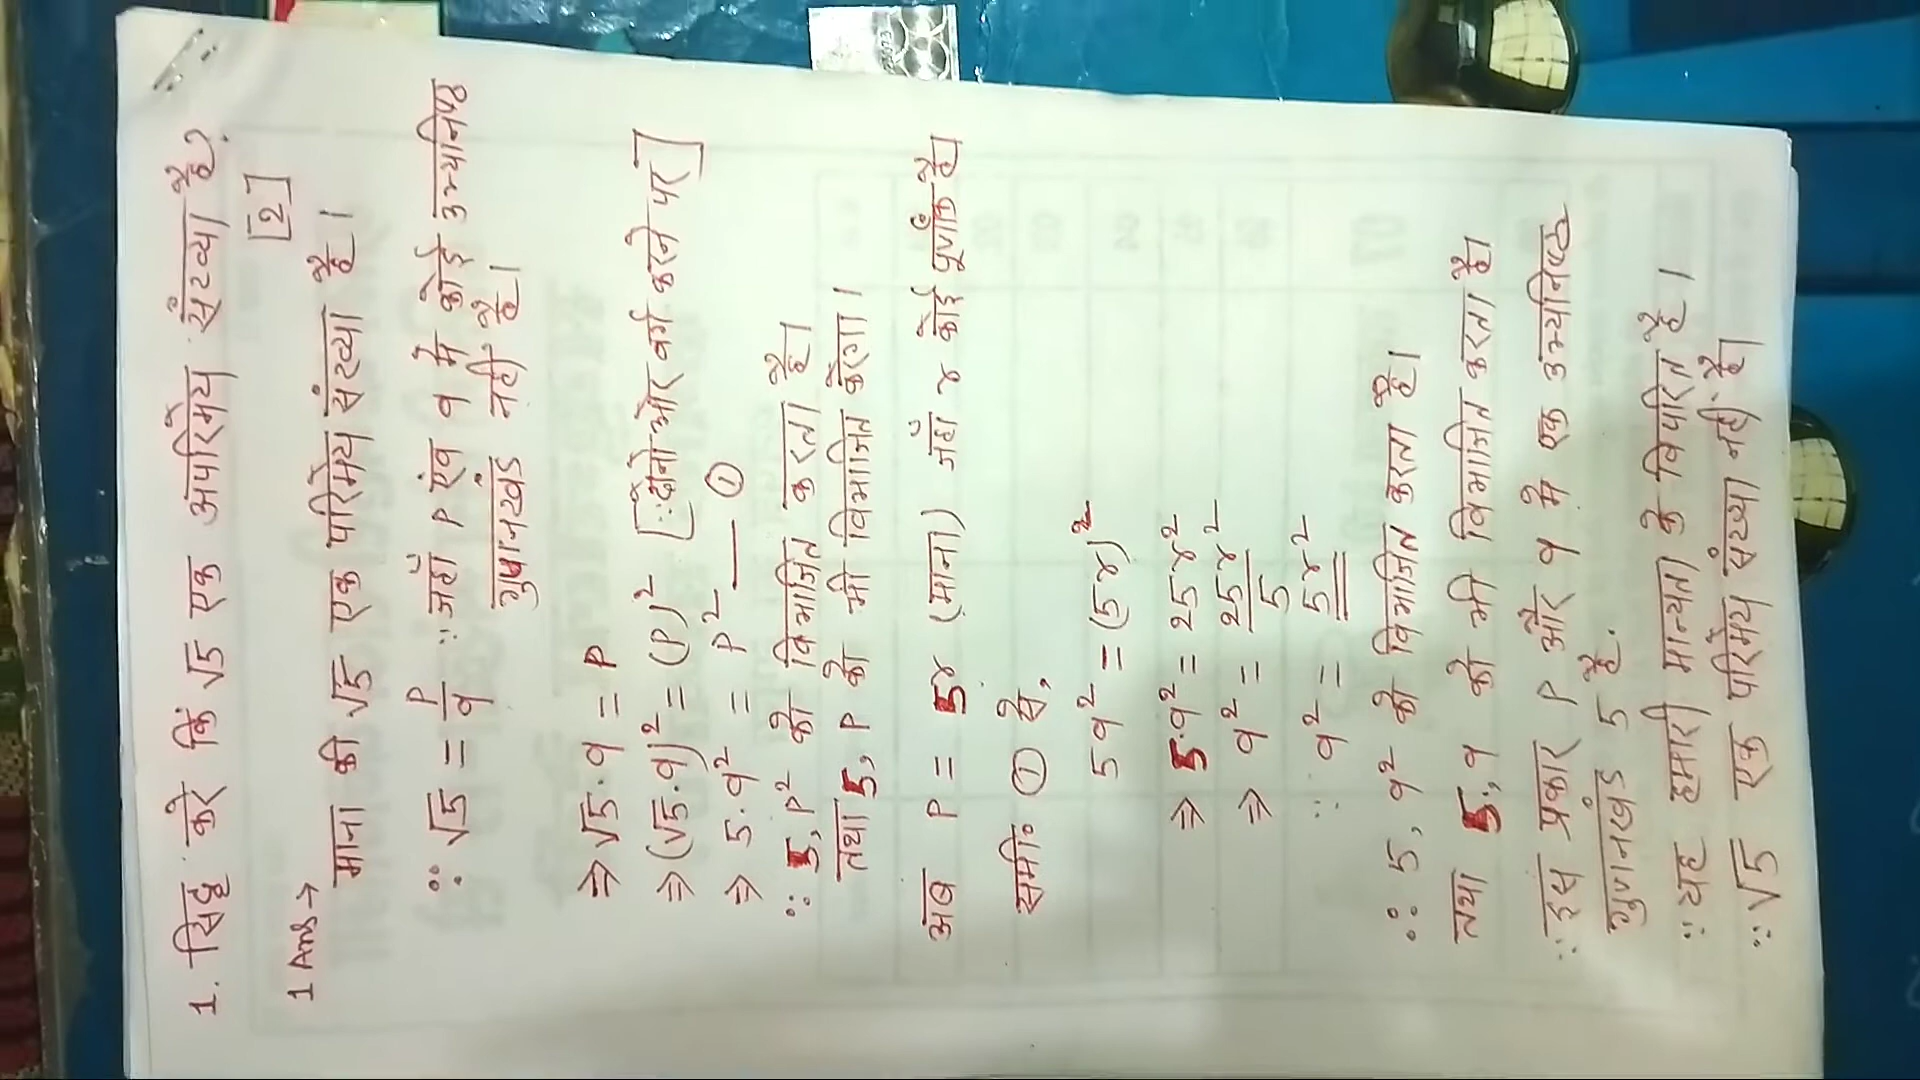 1. सिद्ध करे कि √5 एक अपरिमेय संख्या है?
[2]
1 Ans →
माना की √5 एक परिमेय संख्या है।
∴ √5 = p/q ∵ जहाँ p एंव q मे कोई उभयनिष्ठ
गुणनखंड नही है।
⇒ √5.q = p
⇒ (√5.q)² = (p)² [∵ दोनो ओर वर्ग करने पर]
⇒ 5.q² = p² — ①
∵ 5, p² को विभाजित करता है।
तथा 5, p को भी विभाजित करेगा।
अब p = 5r (माना) जहाँ r कोई पूर्णांक है।
समी० ① से,
5q² = (5r)²
⇒ 5.q² = 25r²
⇒ q² = 25r²/5
∵ q² = 5r²
∴ 5, q² को विभाजित करता है।
तथा 5, q को भी विभाजित करता है।
∵ इस प्रकार p और q मे एक उभयनिष्ठ
गुणनखंड 5 है.
∵ यह हमारी मान्यता के विपरित है।
∵ √5 एक परिमेय संख्या नही है।